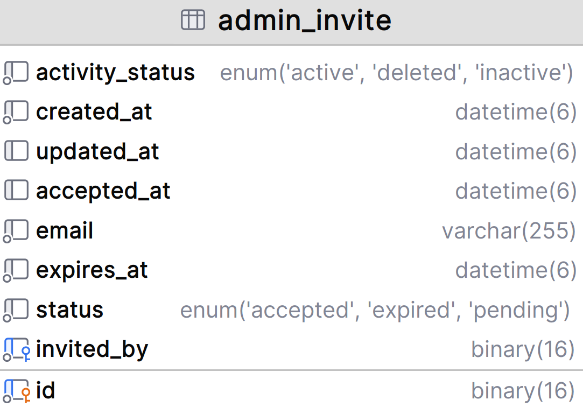 admin_invite
activity_status enum('active', 'deleted', 'inactive')
created_at datetime(6)
updated_at datetime(6)
accepted_at datetime(6)
email varchar(255)
expires_at datetime(6)
status enum('accepted', 'expired', 'pending')
invited_by binary(16)
id binary(16)